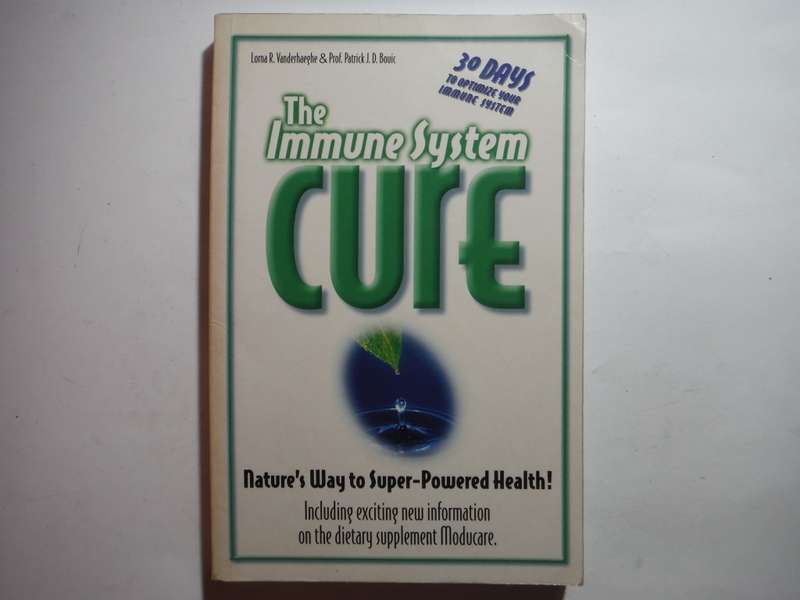 Lorna R. Vanderhaeghe & Prof. Patrick J. D. Bouic
30 DAYS
TO OPTIMIZE YOUR
IMMUNE SYSTEM
The
Immune System
CURE
Nature's Way to Super-Powered Health!
Including exciting new information
on the dietary supplement Moducare.